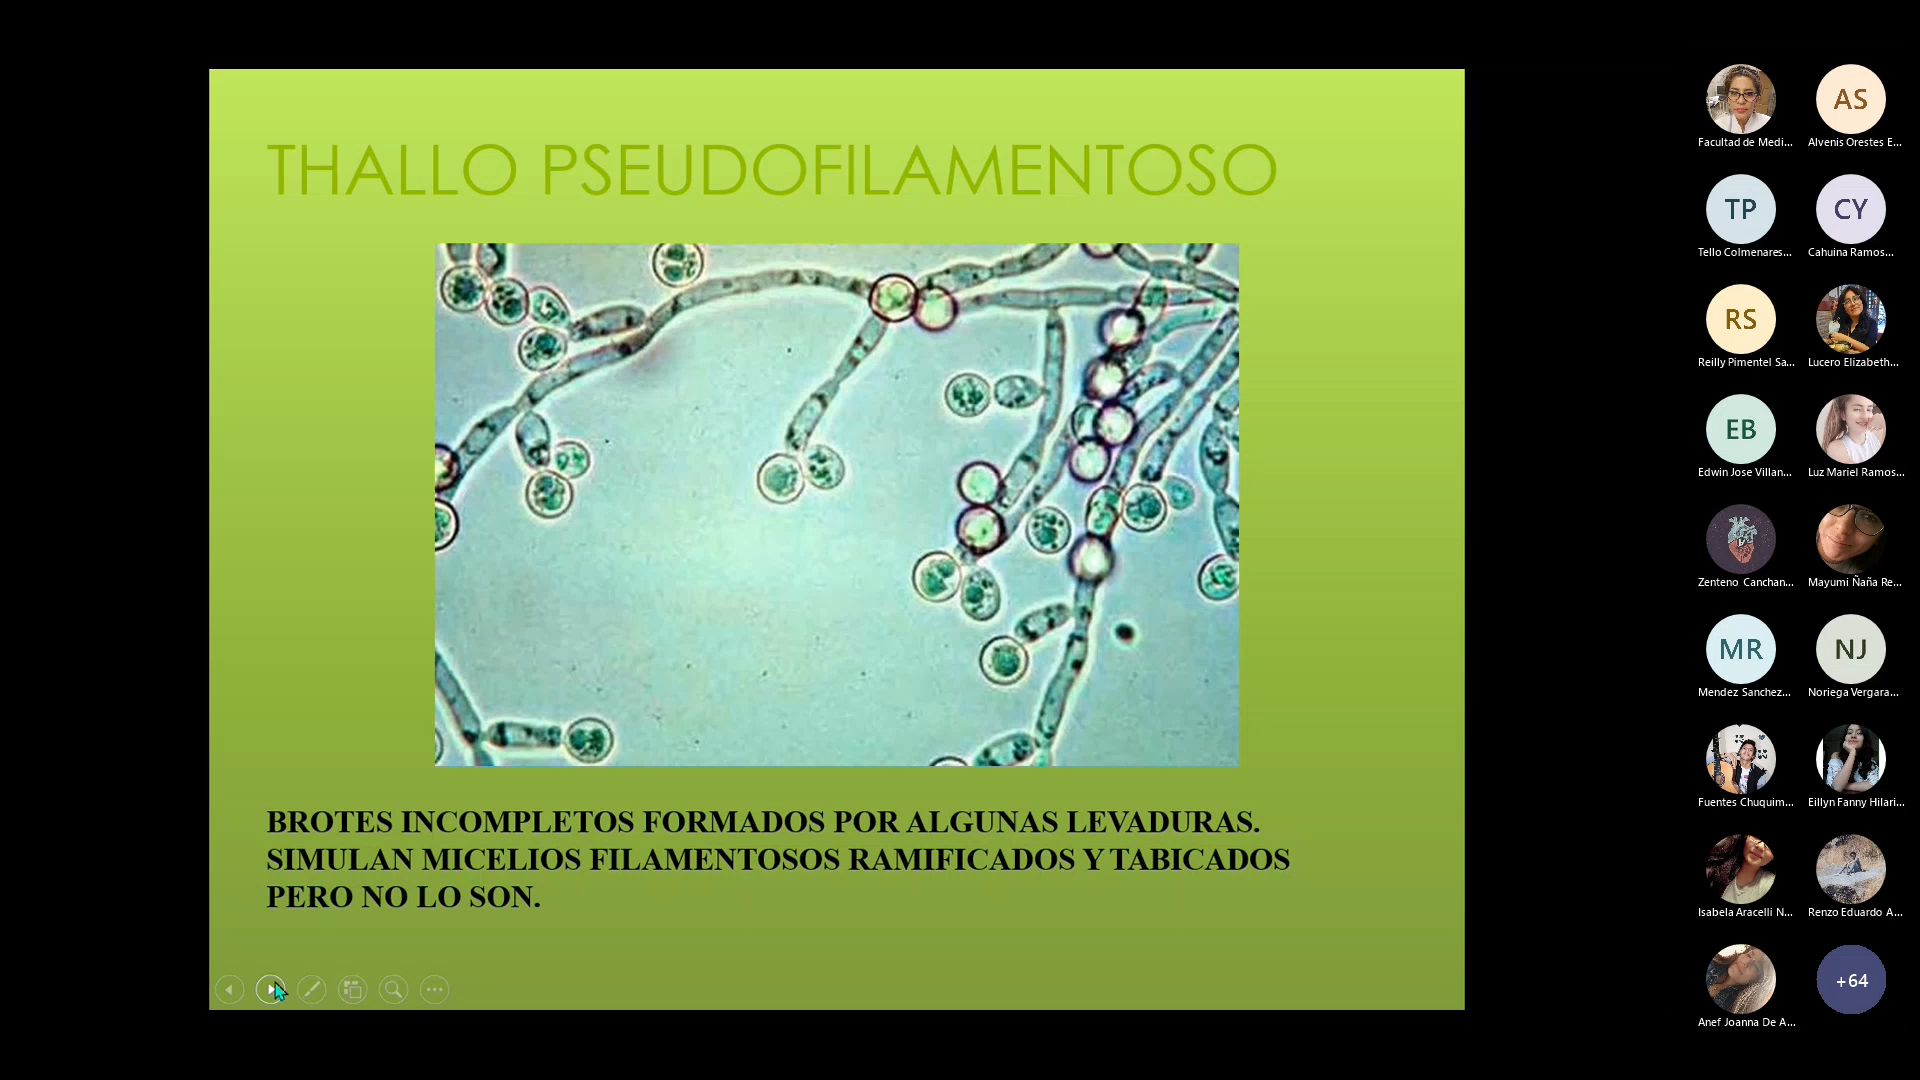 THALLO PSEUDOFILAMENTOSO
BROTES INCOMPLETOS FORMADOS POR ALGUNAS LEVADURAS.
SIMULAN MICELIOS FILAMENTOSOS RAMIFICADOS Y TABICADOS
PERO NO LO SON.
AS
Facultad de Medi...
Alvenis Orestes E...
TP
CY
Tello Colmenares...
Cahuina Ramos...
RS
Reilly Pimentel Sa...
Lucero Elizabeth...
EB
Edwin Jose Villan...
Luz Mariel Ramos...
Zenteno Canchan...
Mayumi Ñaña Re...
MR
NJ
Mendez Sanchez...
Noriega Vergara...
Fuentes Chuquim...
Eillyn Fanny Hilari...
Isabela Aracelli N...
Renzo Eduardo A...
+64
Anef Joanna De A...